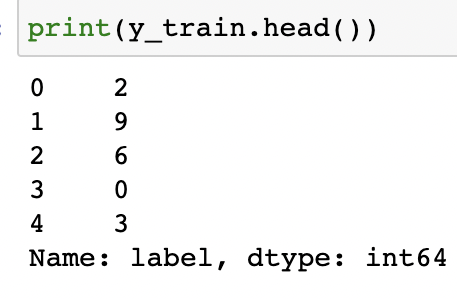 print(y_train.head())
0 2
1 9
2 6
3 0
4 3
Name: label, dtype: int64